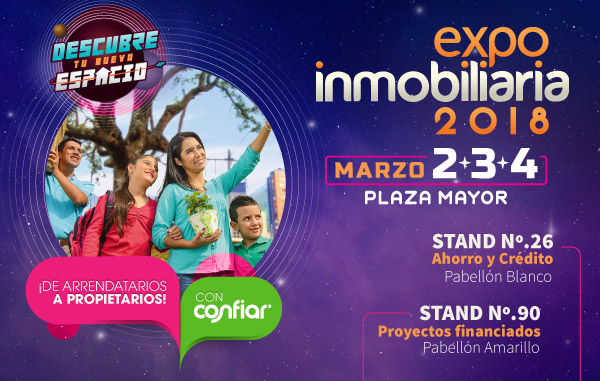 DESCUBRE
TU NUEVO
ESPACIO
expo
inmobiliaria
2018
MARZO 2+3+4
PLAZA MAYOR
STAND Nº.26
Ahorro y Crédito
Pabellón Blanco
¡DE ARRENDATARIOS
A PROPIETARIOS!
CON
confiar®
STAND Nº.90
Proyectos financiados
Pabellón Amarillo